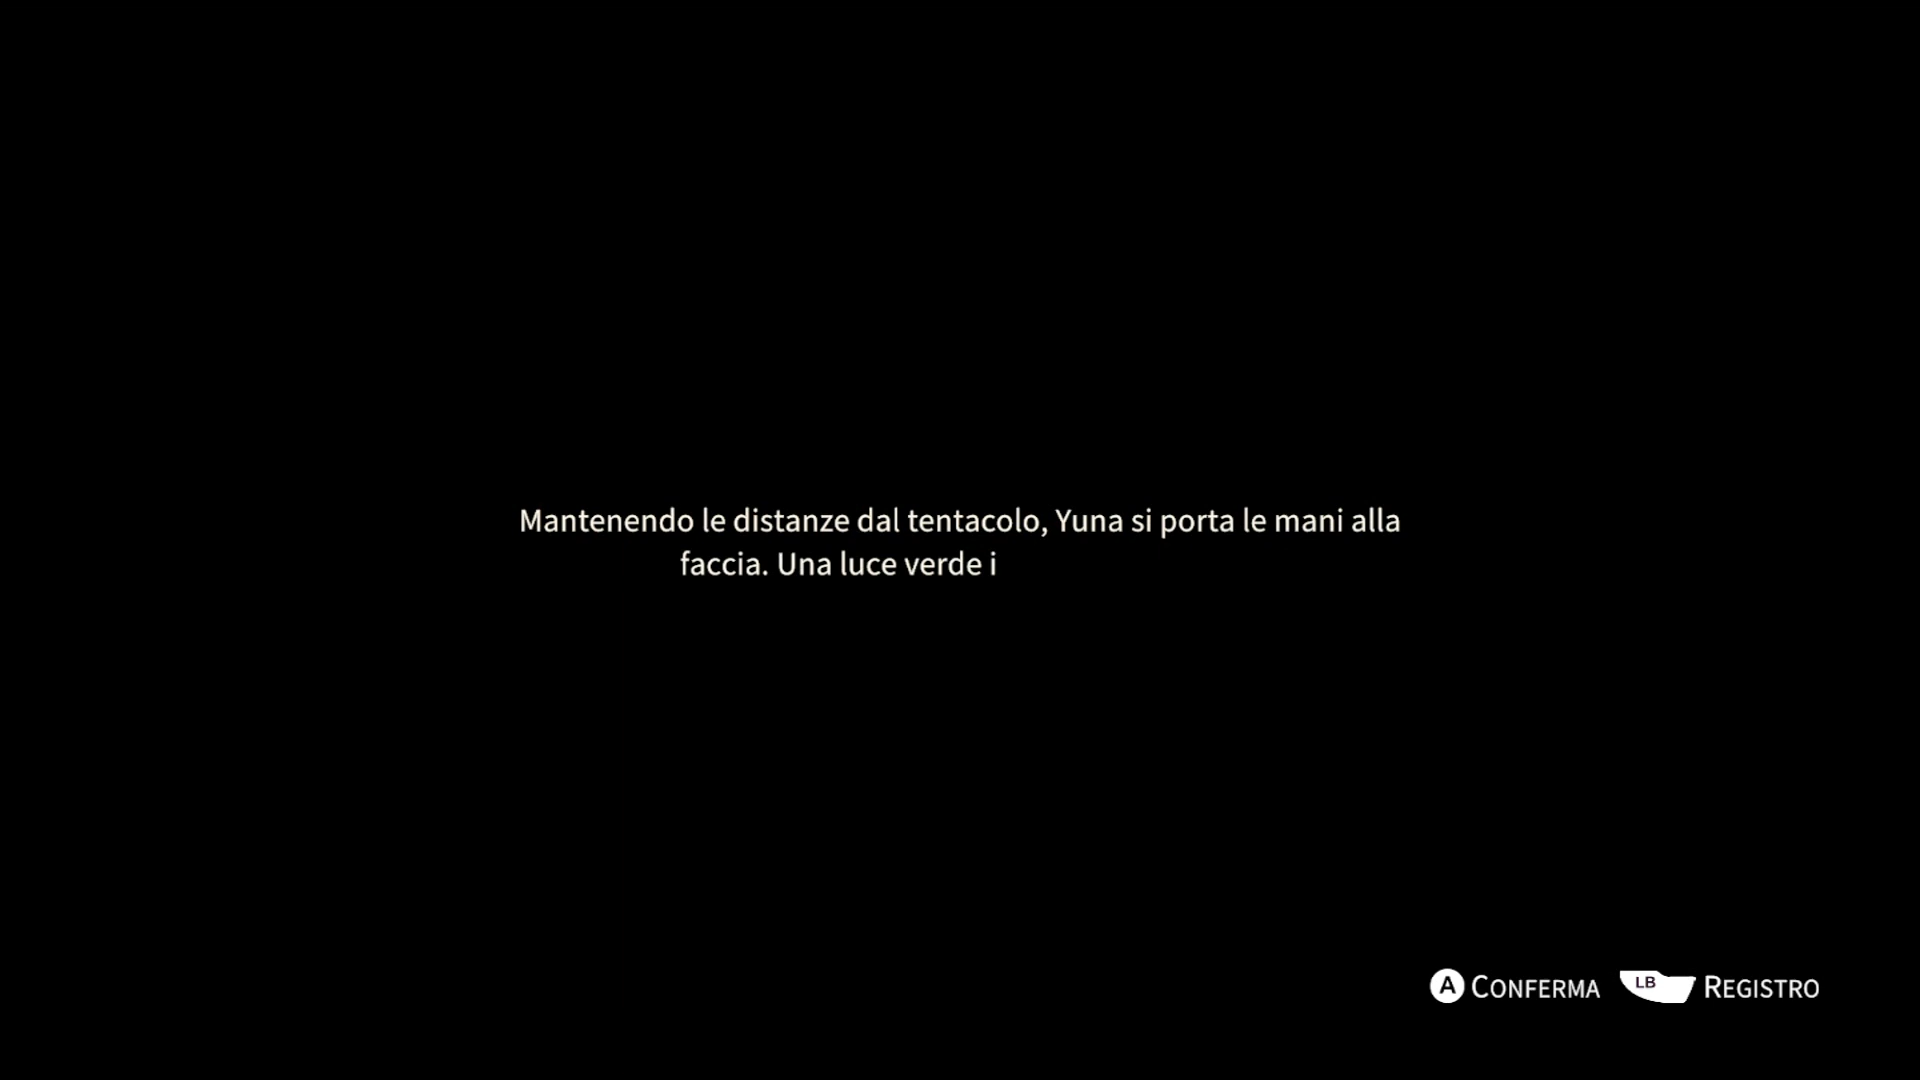 Mantenendo le distanze dal tentacolo, Yuna si porta le mani alla
faccia. Una luce verde i
A Conferma LB Registro